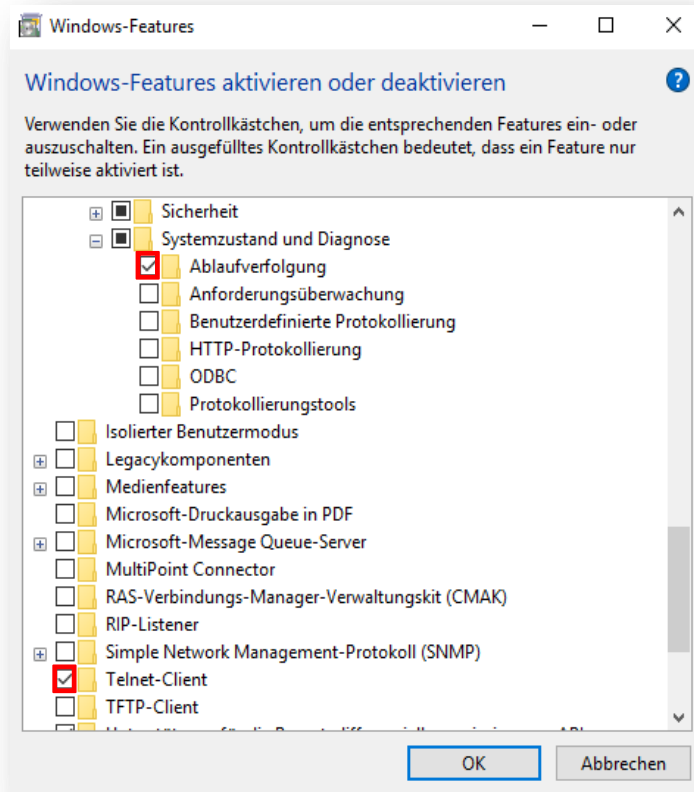 Windows-Features
Windows-Features aktivieren oder deaktivieren
Verwenden Sie die Kontrollkästchen, um die entsprechenden Features ein- oder
auszuschalten. Ein ausgefülltes Kontrollkästchen bedeutet, dass ein Feature nur
teilweise aktiviert ist.
Sicherheit
Systemzustand und Diagnose
Ablaufverfolgung
Anforderungsüberwachung
Benutzerdefinierte Protokollierung
HTTP-Protokollierung
ODBC
Protokollierungstools
Isolierter Benutzermodus
Legacykomponenten
Medienfeatures
Microsoft-Druckausgabe in PDF
Microsoft-Message Queue-Server
MultiPoint Connector
RAS-Verbindungs-Manager-Verwaltungskit (CMAK)
RIP-Listener
Simple Network Management-Protokoll (SNMP)
Telnet-Client
TFTP-Client
OK
Abbrechen